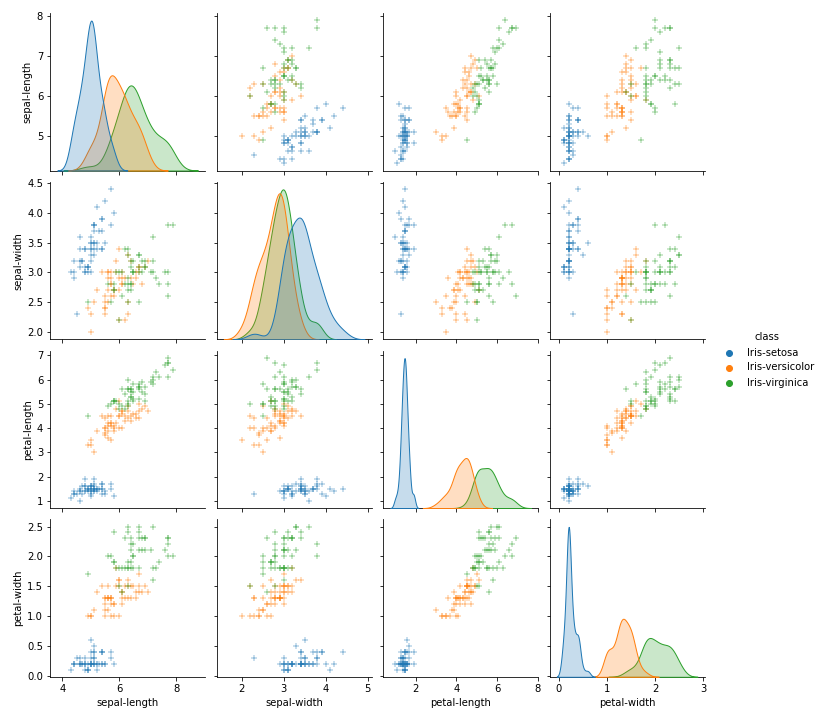 8
7
6
5
sepal-length
4.5
4.0
3.5
3.0
2.5
2.0
sepal-width
class
Iris-setosa
Iris-versicolor
Iris-virginica
7
6
5
4
3
2
1
petal-length
2.5
2.0
1.5
1.0
0.5
0.0
petal-width
4 6 8 2 3 4 5 2 4 6 8 0 1 2 3
sepal-length sepal-width petal-length petal-width